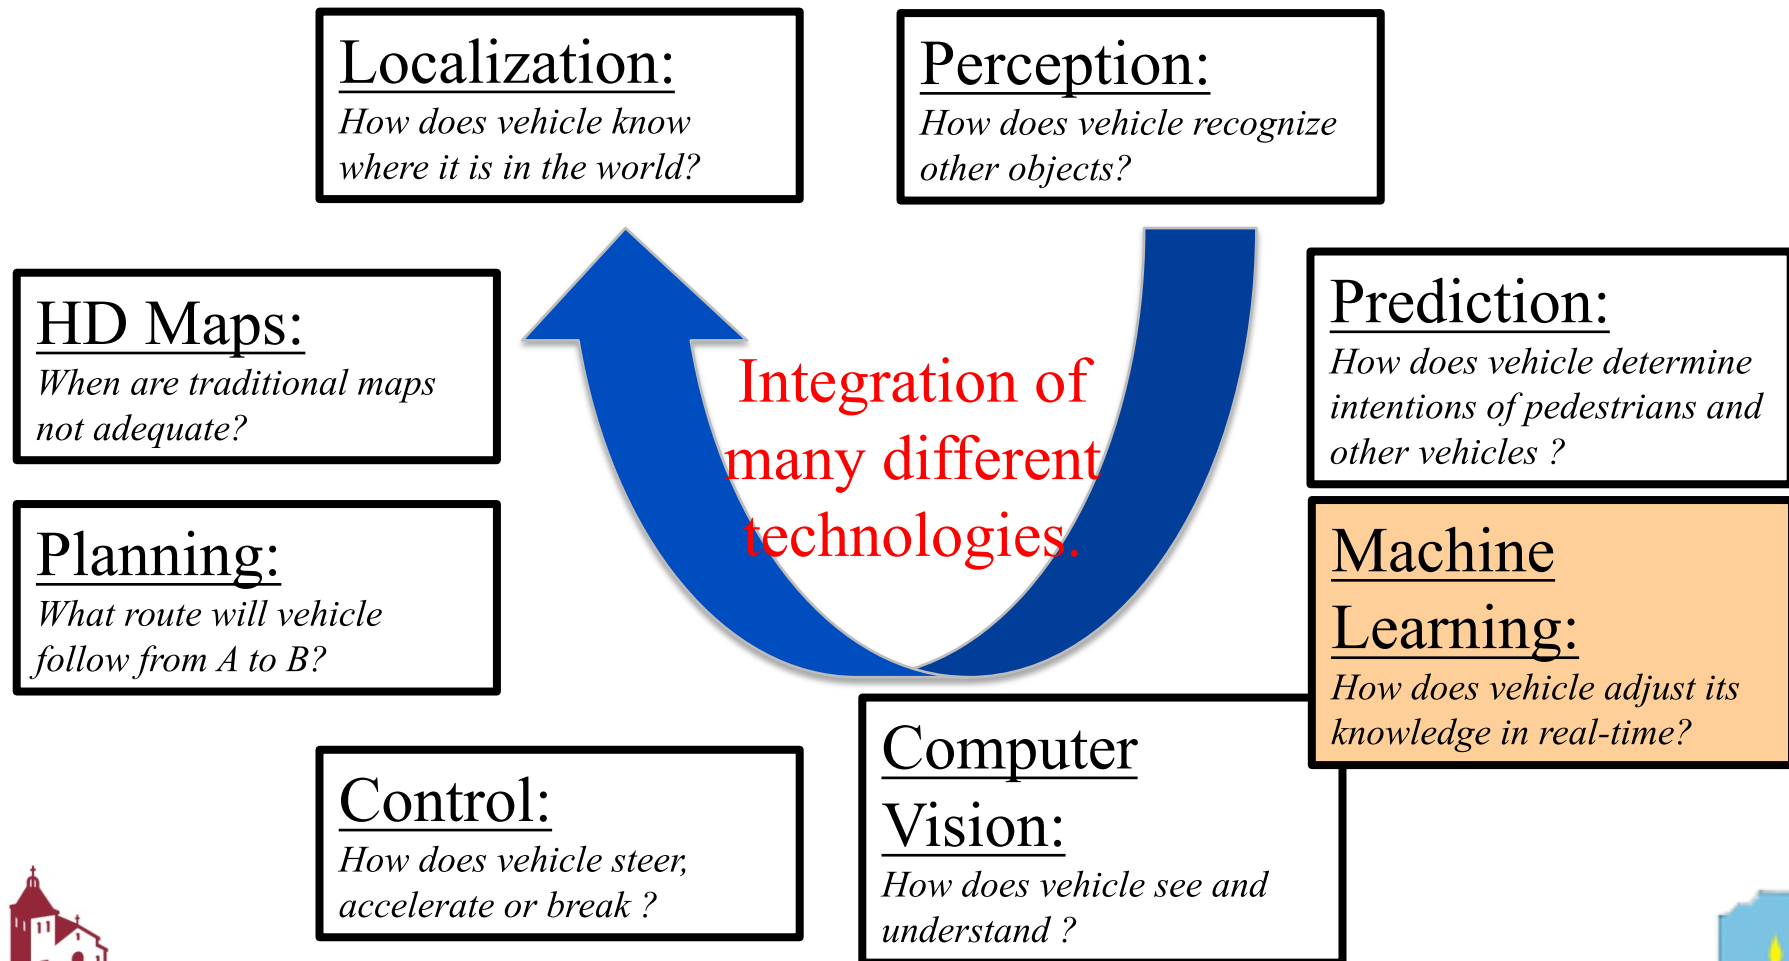 Localization:
How does vehicle know
where it is in the world?
Perception:
How does vehicle recognize
other objects?
HD Maps:
When are traditional maps
not adequate?
Prediction:
How does vehicle determine
intentions of pedestrians and
other vehicles ?
Integration of
many different
technologies.
Planning:
What route will vehicle
follow from A to B?
Machine
Learning:
How does vehicle adjust its
knowledge in real-time?
Control:
How does vehicle steer,
accelerate or break ?
Computer
Vision:
How does vehicle see and
understand ?